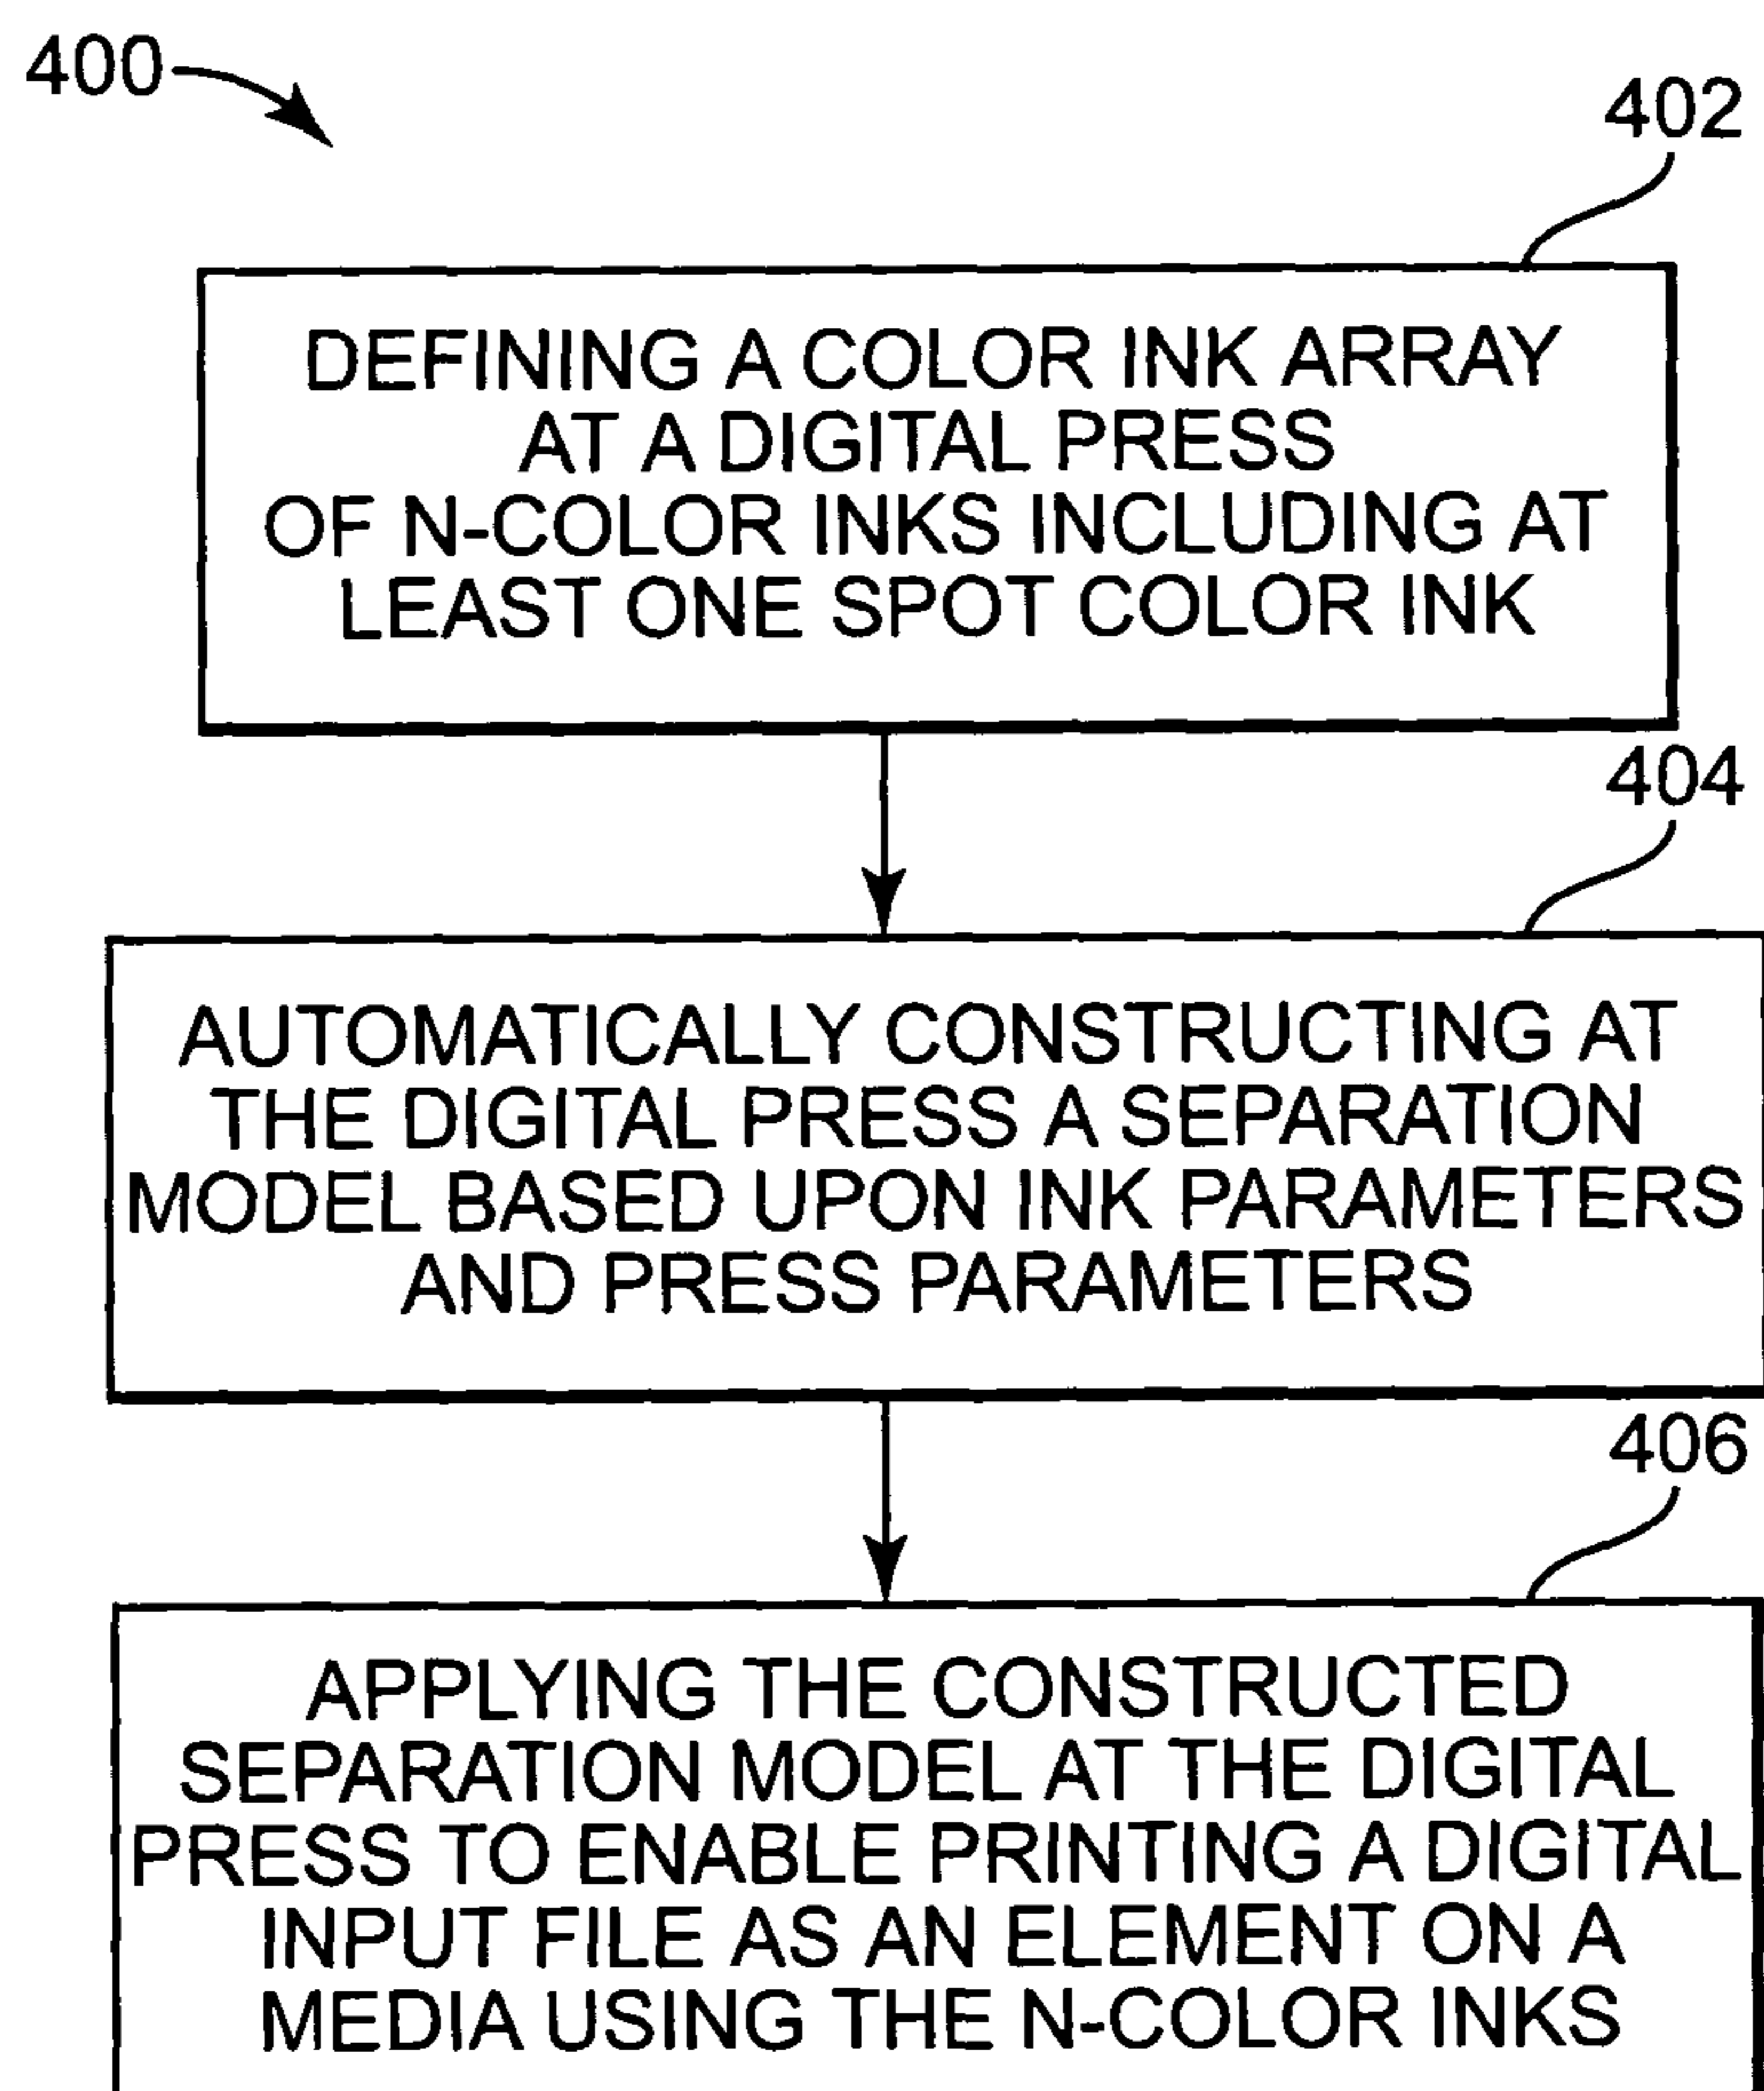 400
402
DEFINING A COLOR INK ARRAY
AT A DIGITAL PRESS
OF N-COLOR INKS INCLUDING AT
LEAST ONE SPOT COLOR INK
404
AUTOMATICALLY CONSTRUCTING AT
THE DIGITAL PRESS A SEPARATION
MODEL BASED UPON INK PARAMETERS
AND PRESS PARAMETERS
406
APPLYING THE CONSTRUCTED
SEPARATION MODEL AT THE DIGITAL
PRESS TO ENABLE PRINTING A DIGITAL
INPUT FILE AS AN ELEMENT ON A
MEDIA USING THE N-COLOR INKS